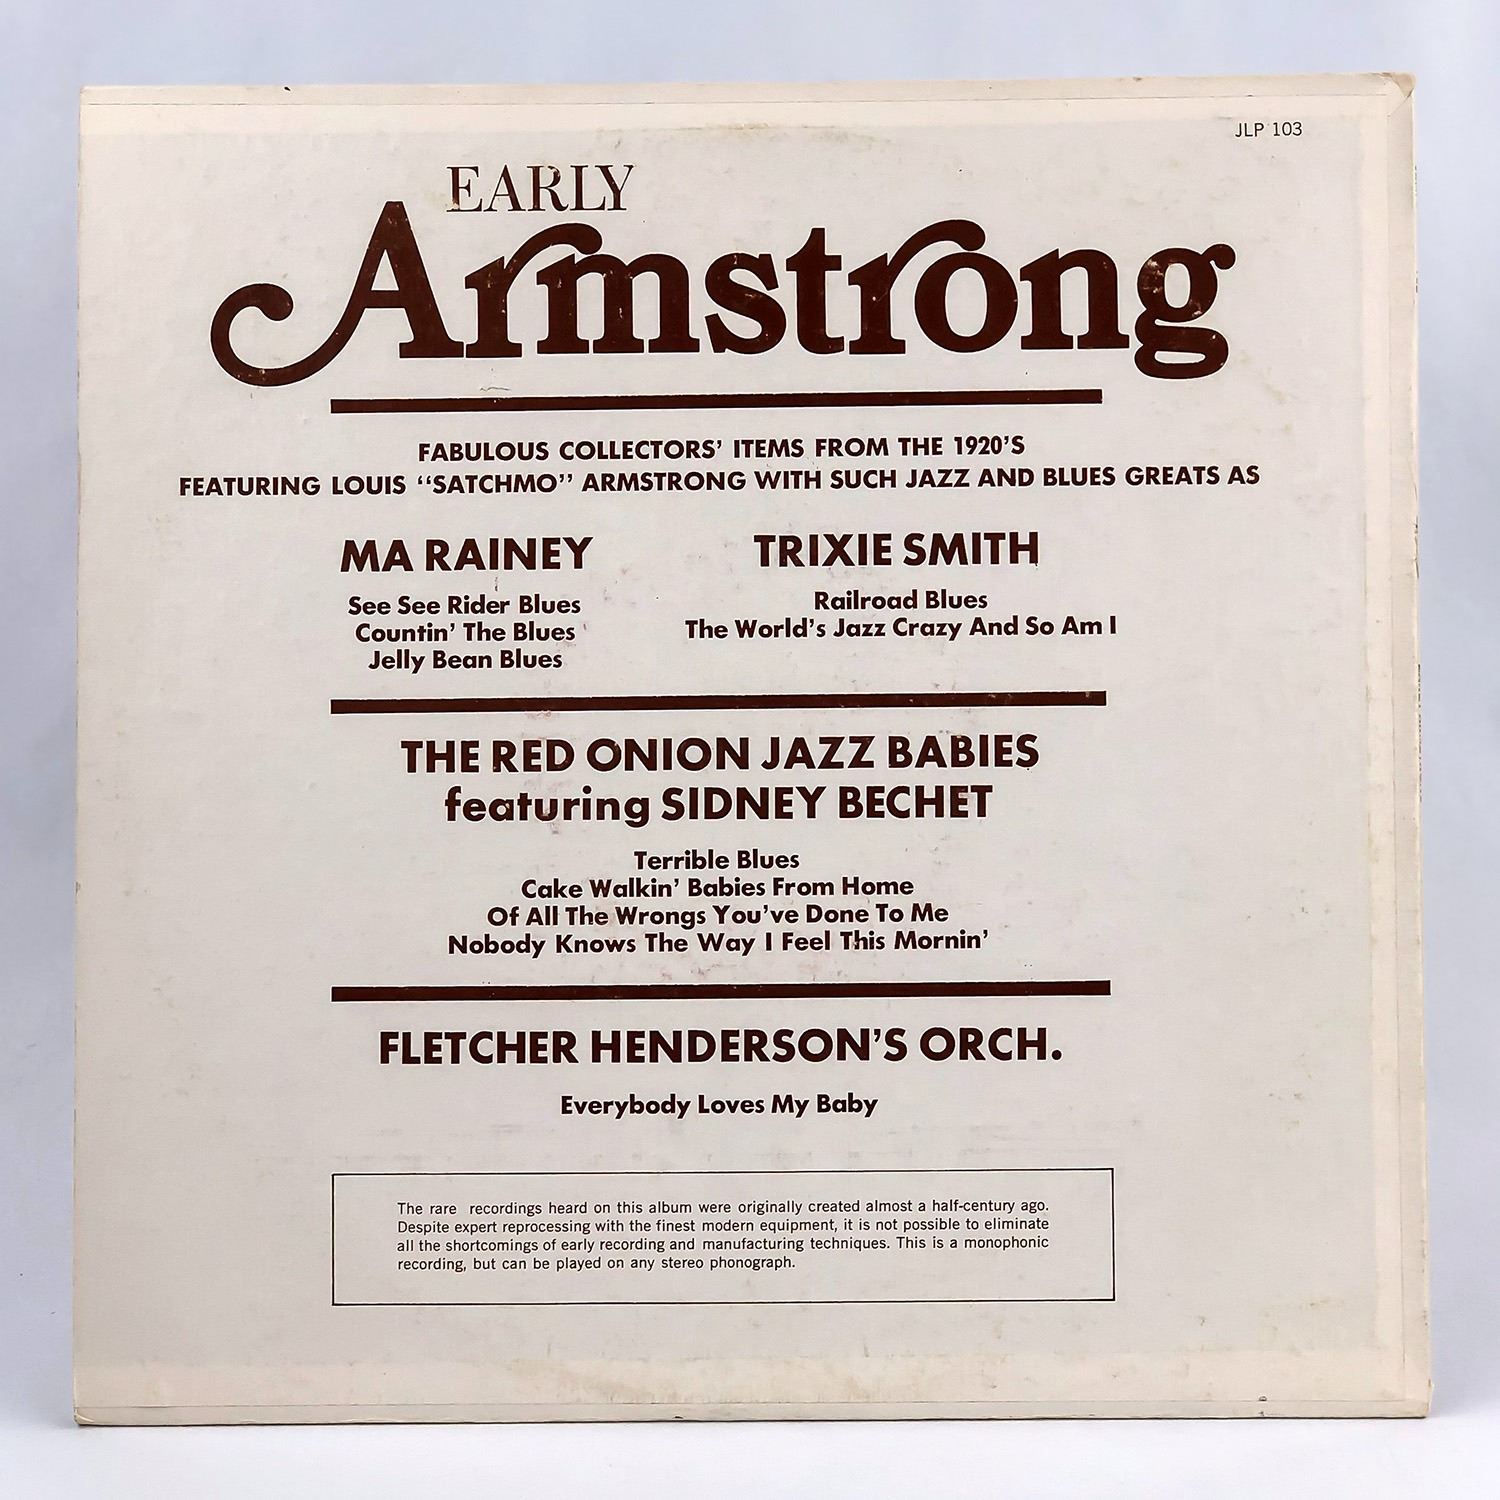 JLP 103
EARLY
Armstrong
FABULOUS COLLECTORS' ITEMS FROM THE 1920'S
FEATURING LOUIS "SATCHMO" ARMSTRONG WITH SUCH JAZZ AND BLUES GREATS AS
MA RAINEY
See See Rider Blues
Countin' The Blues
Jelly Bean Blues
TRIXIE SMITH
Railroad Blues
The World's Jazz Crazy And So Am I
THE RED ONION JAZZ BABIES
featuring SIDNEY BECHET
Terrible Blues
Cake Walkin' Babies From Home
Of All The Wrongs You've Done To Me
Nobody Knows The Way I Feel This Mornin'
FLETCHER HENDERSON'S ORCH.
Everybody Loves My Baby
The rare recordings heard on this album were originally created almost a half-century ago.
Despite expert reprocessing with the finest modern equipment, it is not possible to eliminate
all the shortcomings of early recording and manufacturing techniques. This is a monophonic
recording, but can be played on any stereo phonograph.